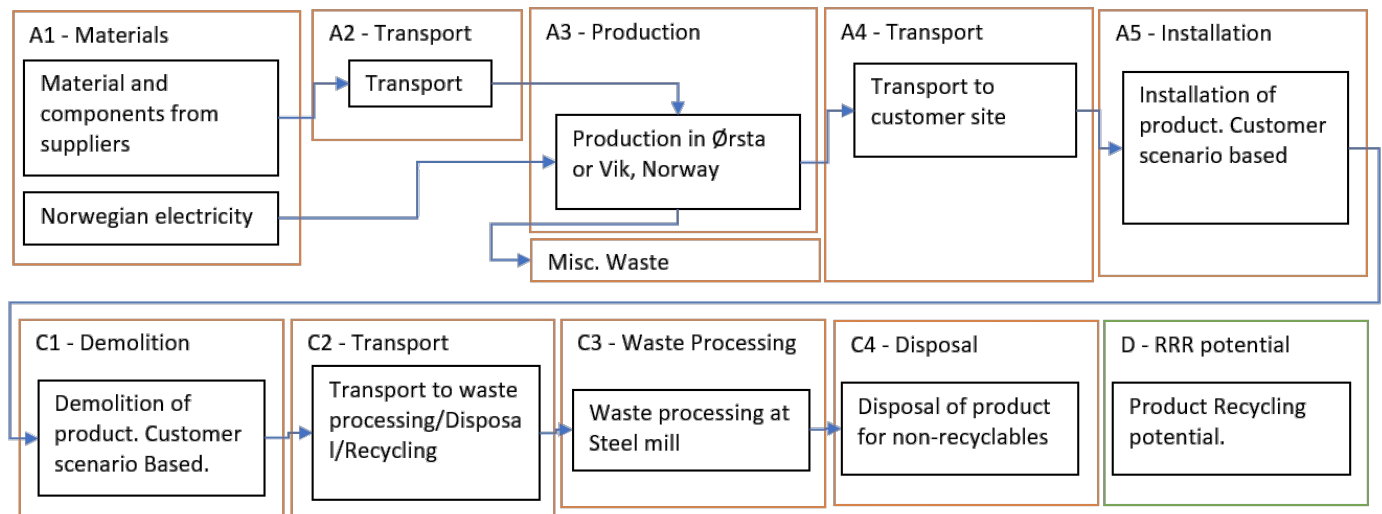 A1 - Materials
Material and
components from
suppliers
Norwegian electricity
A2 - Transport
Transport
A3 - Production
Production in Ørsta
or Vik, Norway
Misc. Waste
A4 - Transport
Transport to
customer site
A5 - Installation
Installation of
product. Customer
scenario based
C1 - Demolition
Demolition of
product. Customer
scenario Based.
C2 - Transport
Transport to waste
processing/Disposa
l/Recycling
C3 - Waste Processing
Waste processing at
Steel mill
C4 - Disposal
Disposal of product
for non-recyclables
D - RRR potential
Product Recycling
potential.